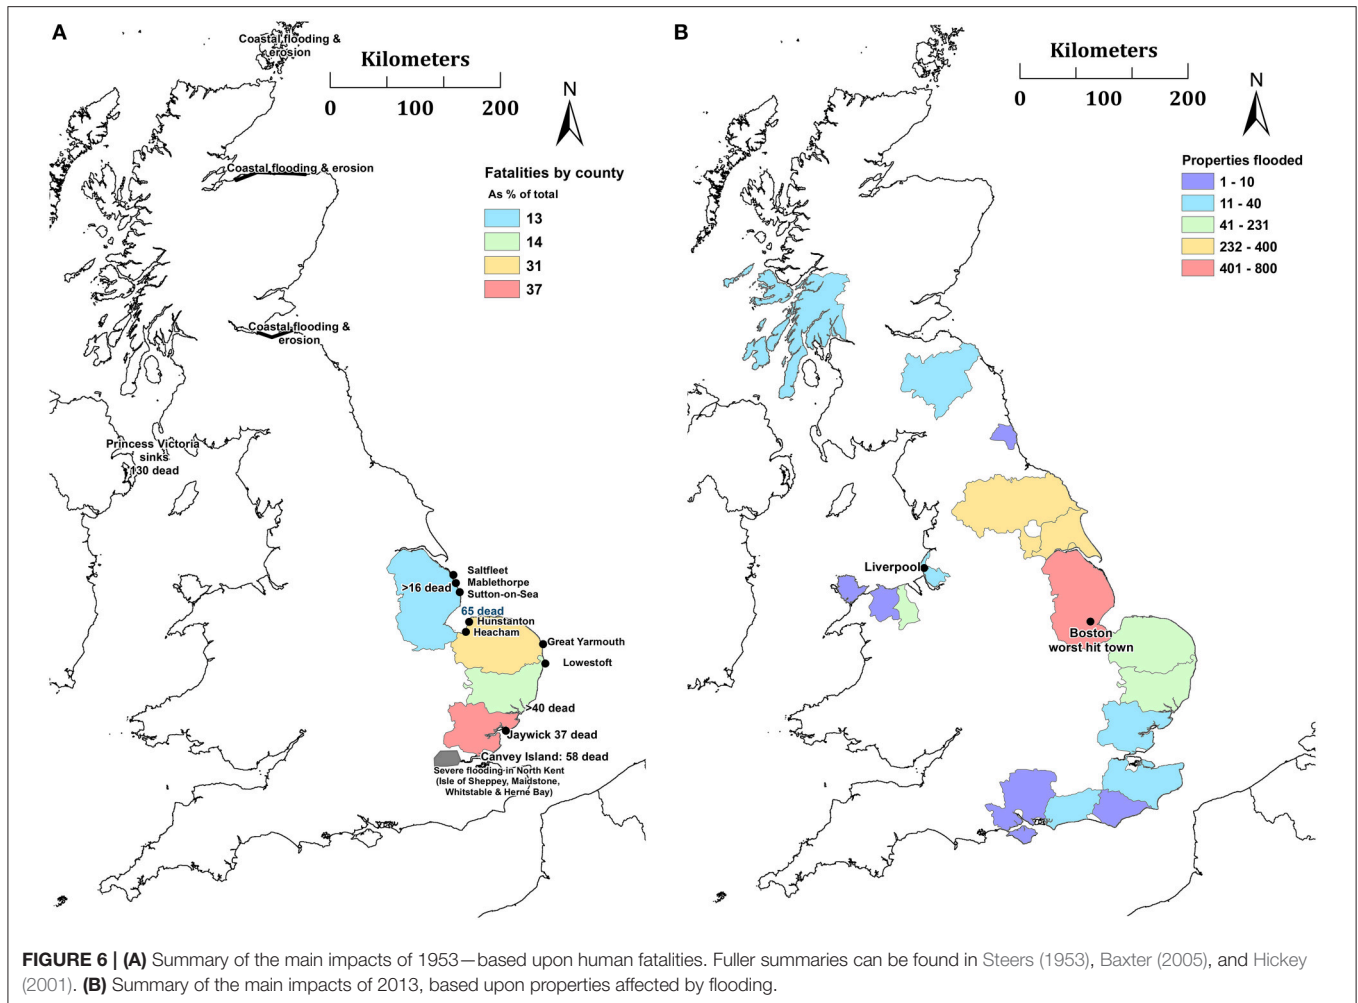 A
Coastal flooding &
erosion
Kilometers
0 100 200
N
Coastal flooding & erosion
Fatalities by county
As % of total
13
14
31
37
Coastal flooding &
erosion
Princess Victoria
sinks
130 dead
Saltfleet
>16 dead
Mablethorpe
Sutton-on-Sea
65 dead
Hunstanton
Heacham
Great Yarmouth
Lowestoft
>40 dead
Jaywick 37 dead
Canvey Island: 58 dead
Severe flooding in North Kent
(Isle of Sheppey, Maidstone,
Whitstable & Herne Bay)
B
Kilometers
0 100 200
N
Properties flooded
1 - 10
11 - 40
41 - 231
232 - 400
401 - 800
Liverpool
Boston
worst hit town
FIGURE 6 | (A) Summary of the main impacts of 1953—based upon human fatalities. Fuller summaries can be found in Steers (1953), Baxter (2005), and Hickey
(2001). (B) Summary of the main impacts of 2013, based upon properties affected by flooding.